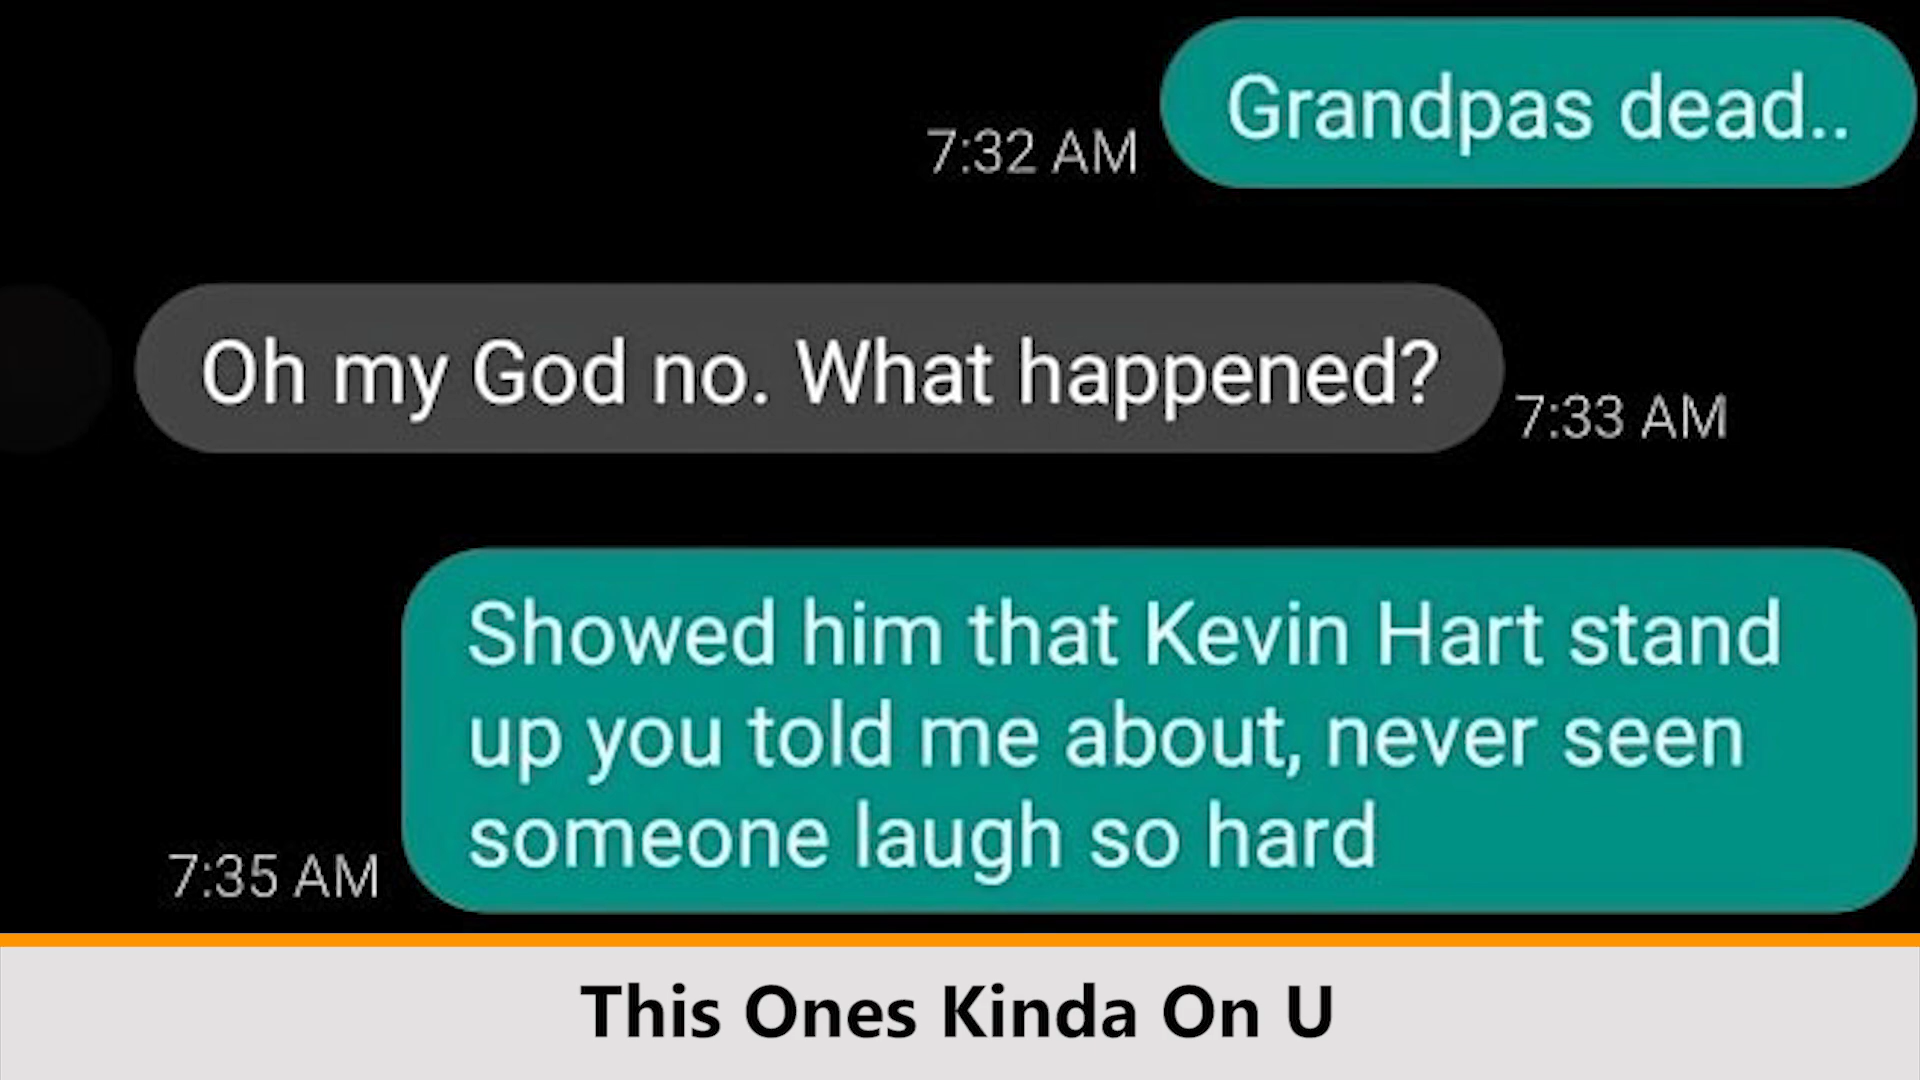 Grandpas dead..
7:32 AM
Oh my God no. What happened?
7:33 AM
Showed him that Kevin Hart stand
up you told me about, never seen
someone laugh so hard
7:35 AM
This Ones Kinda On U